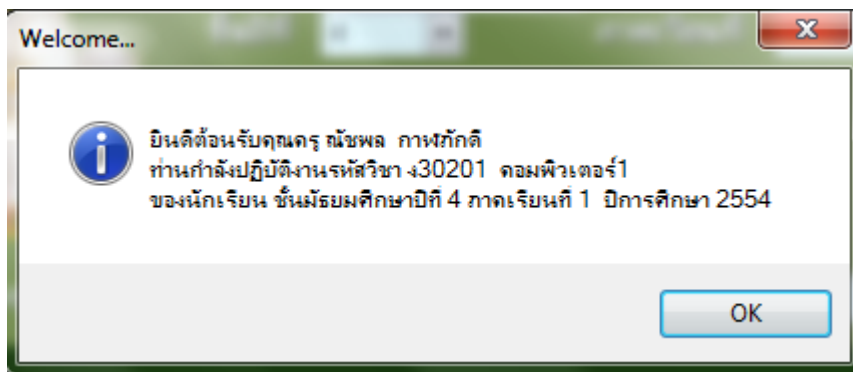 Welcome...
ยินดีต้อนรับคุณครู ณัชพล กาฬภักดี
ท่านกำลังปฏิบัติงานรหัสวิชา ง30201 คอมพิวเตอร์1
ของนักเรียน ชั้นมัธยมศึกษาปีที่ 4 ภาคเรียนที่ 1 ปีการศึกษา 2554
OK